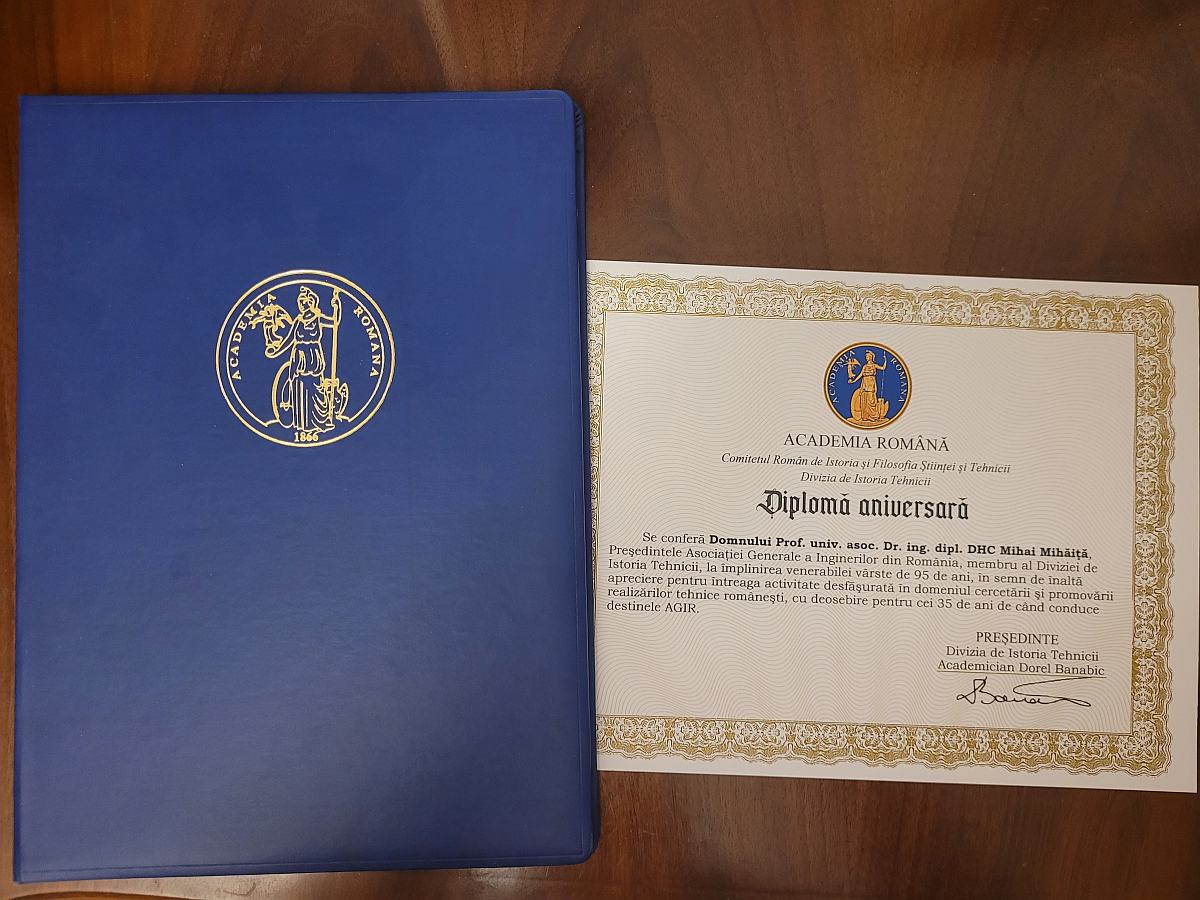 ACADEMIA ROMANA
1866
ACADEMIA ROMANA
ACADEMIA ROMÂNĂ
Comitetul Român de Istoria și Filosofia Științei și Tehnicii
Divizia de Istoria Tehnicii
Diplomă aniversară
Se conferă Domnului Prof. univ. asoc. Dr. ing. dipl. DHC Mihai Mihăiță,
Președintele Asociației Generale a Inginerilor din România, membru al Diviziei de
Istoria Tehnicii, la împlinirea venerabilei vârste de 95 de ani, în semn de înaltă
apreciere pentru întreaga activitate desfășurată în domeniul cercetării și promovării
realizărilor tehnice românești, cu deosebire pentru cei 35 de ani de când conduce
destinele AGIR.
PREȘEDINTE
Divizia de Istoria Tehnicii
Academician Dorel Banabic